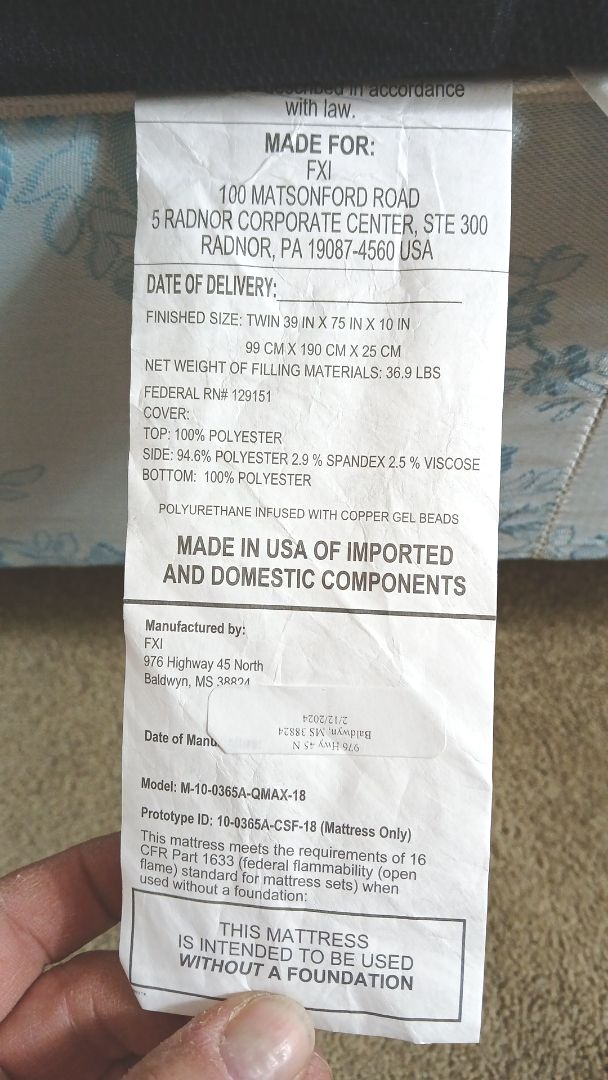 in accordance
with law.
MADE FOR:
FXI
100 MATSONFORD ROAD
5 RADNOR CORPORATE CENTER, STE 300
RADNOR, PA 19087-4560 USA
DATE OF DELIVERY:
FINISHED SIZE: TWIN 39 IN X 75 IN X 10 IN
99 CM X 190 CM X 25 CM
NET WEIGHT OF FILLING MATERIALS: 36.9 LBS
FEDERAL RN# 129151
COVER:
TOP: 100% POLYESTER
SIDE: 94.6% POLYESTER 2.9 % SPANDEX 2.5 % VISCOSE
BOTTOM: 100% POLYESTER
POLYURETHANE INFUSED WITH COPPER GEL BEADS
MADE IN USA OF IMPORTED
AND DOMESTIC COMPONENTS
Manufactured by:
FXI
976 Highway 45 North
Baldwyn, MS 38824
976 Hwy 45 N
Baldwyn, MS 38824
2/12/2024
Date of Manu
Model: M-10-0365A-QMAX-18
Prototype ID: 10-0365A-CSF-18 (Mattress Only)
This mattress meets the requirements of 16
CFR Part 1633 (federal flammability (open
flame) standard for mattress sets) when
used without a foundation:
THIS MATTRESS
IS INTENDED TO BE USED
WITHOUT A FOUNDATION